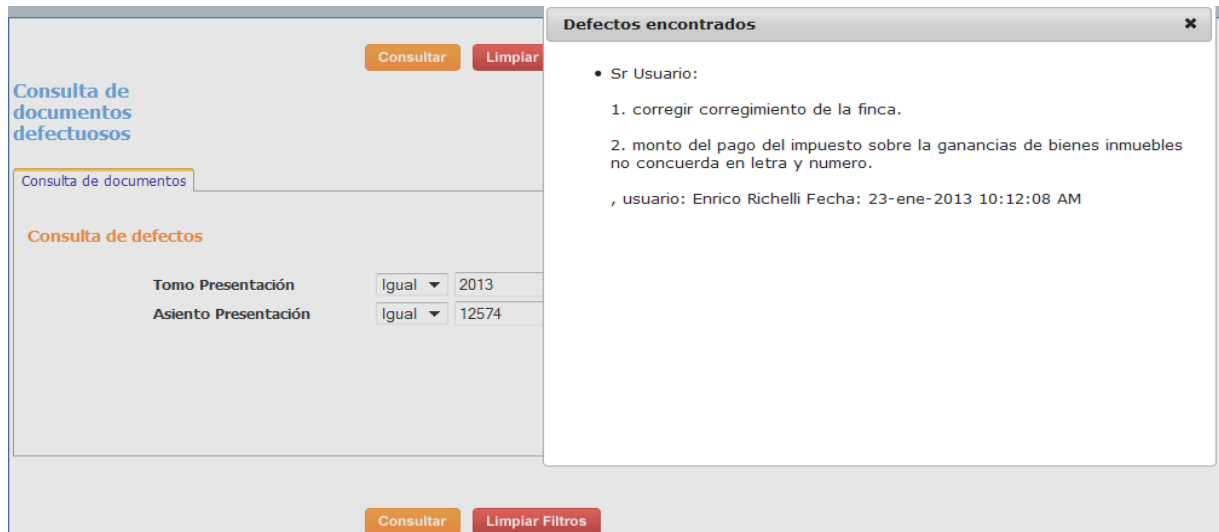 Defectos encontrados
Consultar
Limpiar
Consulta de
documentos
defectuosos
• Sr Usuario:
1. corregir corregimiento de la finca.
2. monto del pago del impuesto sobre la ganancias de bienes inmuebles
no concuerda en letra y numero.
, usuario: Enrico Richelli Fecha: 23-ene-2013 10:12:08 AM
Consulta de documentos
Consulta de defectos
Tomo Presentación Igual 2013
Asiento Presentación Igual 12574
Consultar Limpiar Filtros